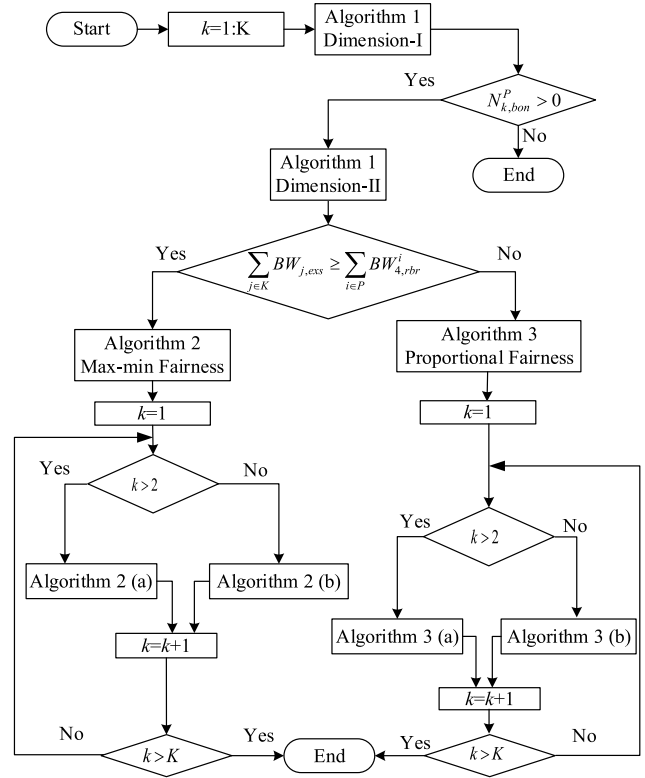 Start
k=1:K
Algorithm 1
Dimension-I
Yes
N^P_{k,bon} > 0
No
End
Algorithm 1
Dimension-II
Yes
No
∑_{j∈K} BW_{j,exs} ≥ ∑_{i∈P} BW^i_{4,rbr}
Algorithm 2
Max-min Fairness
Algorithm 3
Proportional Fairness
k=1
k=1
Yes
No
k>2
Yes
No
k>2
Algorithm 2 (a)
Algorithm 2 (b)
Algorithm 3 (a)
Algorithm 3 (b)
k=k+1
k=k+1
No
k>K
Yes
End
Yes
k>K
No